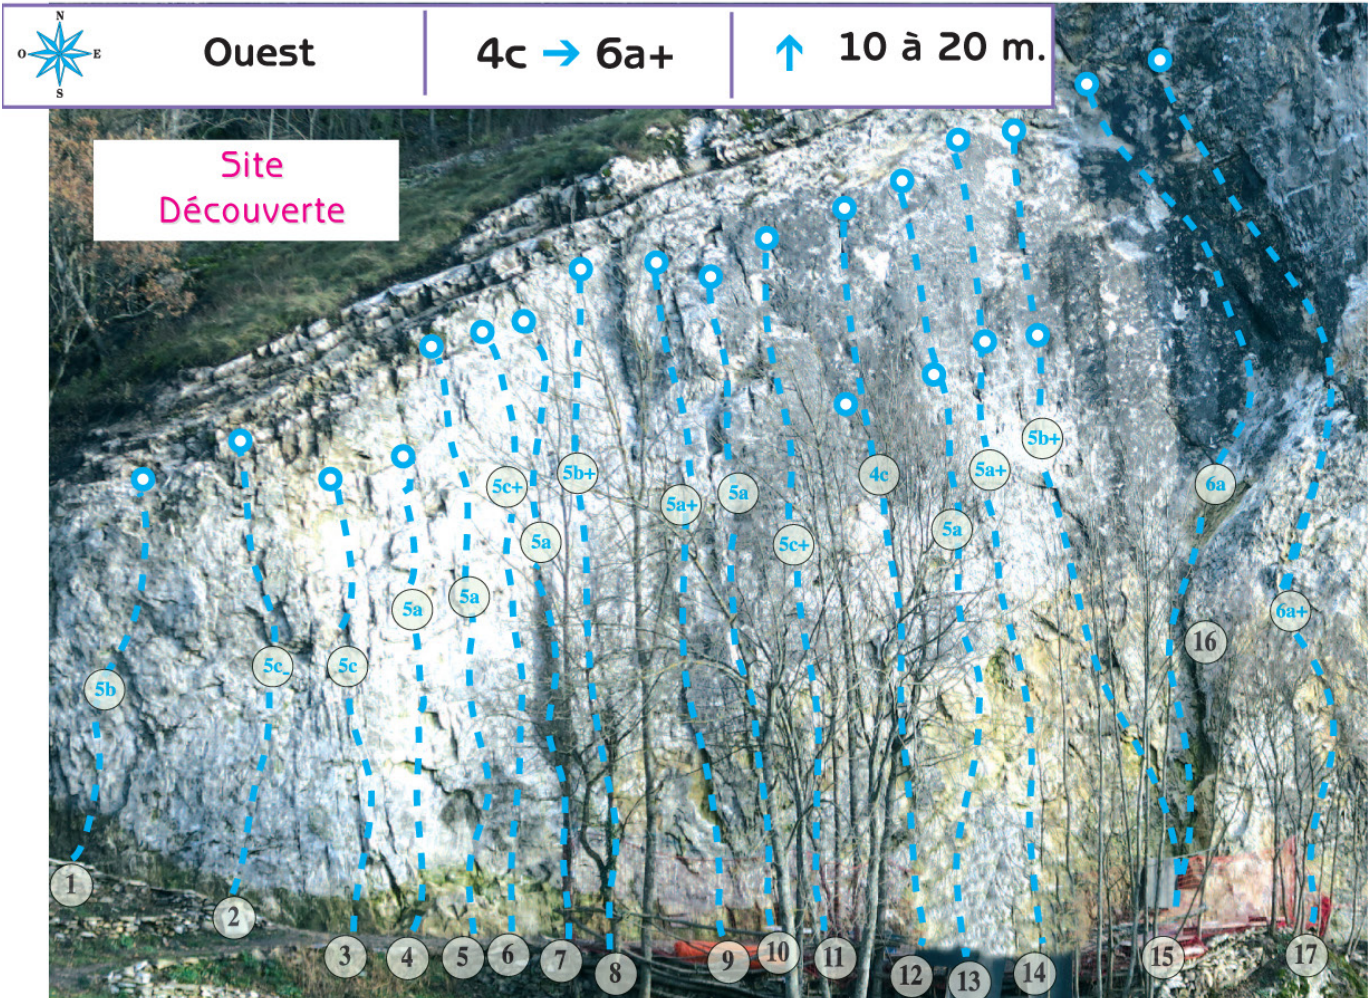 N
O
E
S
Ouest
4c → 6a+
↑ 10 à 20 m.
Site
Découverte
5b
5c-
5c
5a
5a
5c+
5a
5b+
5a+
5a
5c+
4c
5a
5a+
5b+
6a
6a+
16
1
2
3
4
5
6
7
8
9
10
11
12
13
14
15
17